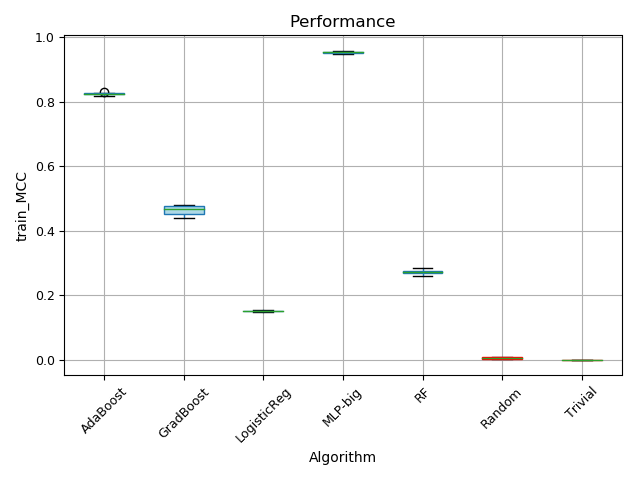 Performance
train_MCC
1.0
0.8
0.6
0.4
0.2
0.0
AdaBoost
GradBoost
LogisticReg
MLP-big
RF
Random
Trivial
Algorithm